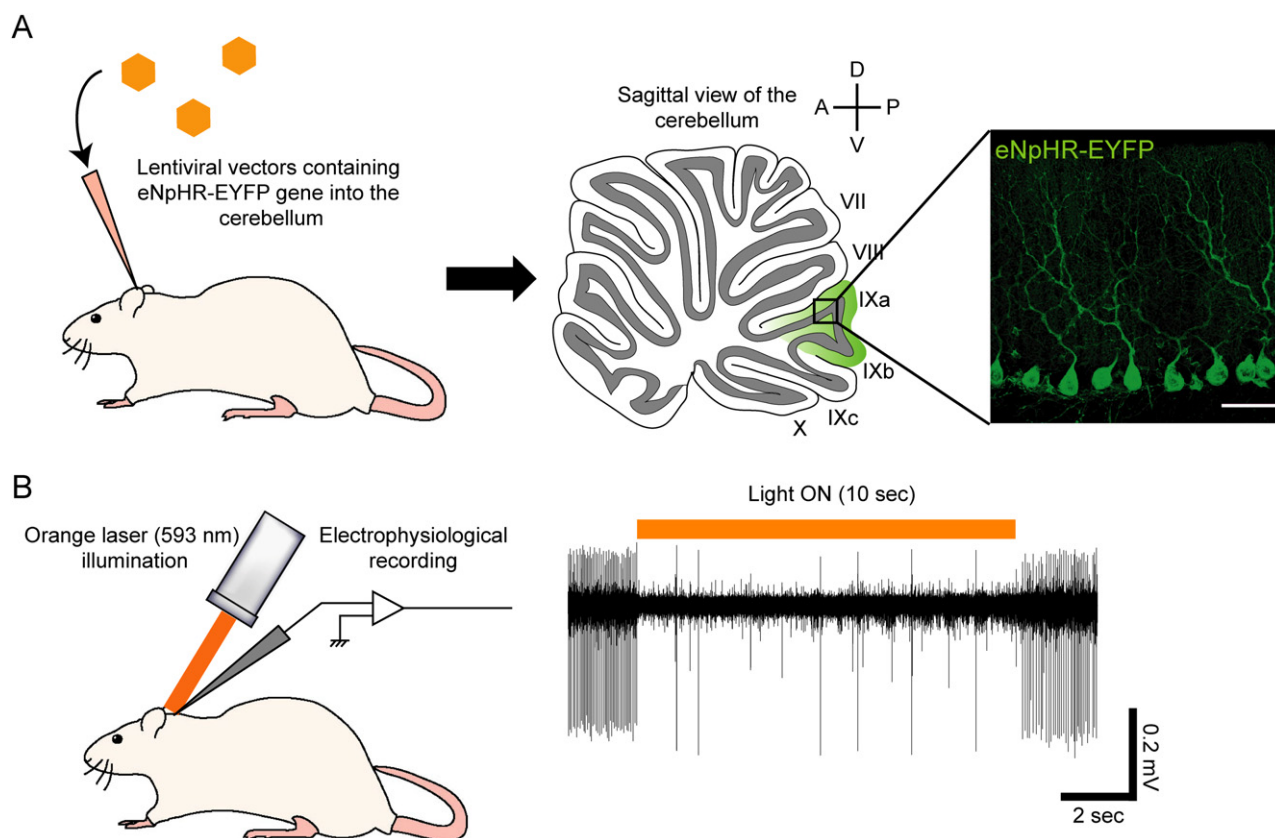 A
Lentiviral vectors containing
eNpHR-EYFP gene into the
cerebellum
Sagittal view of the
cerebellum
D
A
P
V
VII
VIII
IXa
IXb
IXc
X
eNpHR-EYFP
B
Orange laser (593 nm)
illumination
Electrophysiological
recording
Light ON (10 sec)
0.2 mV
2 sec